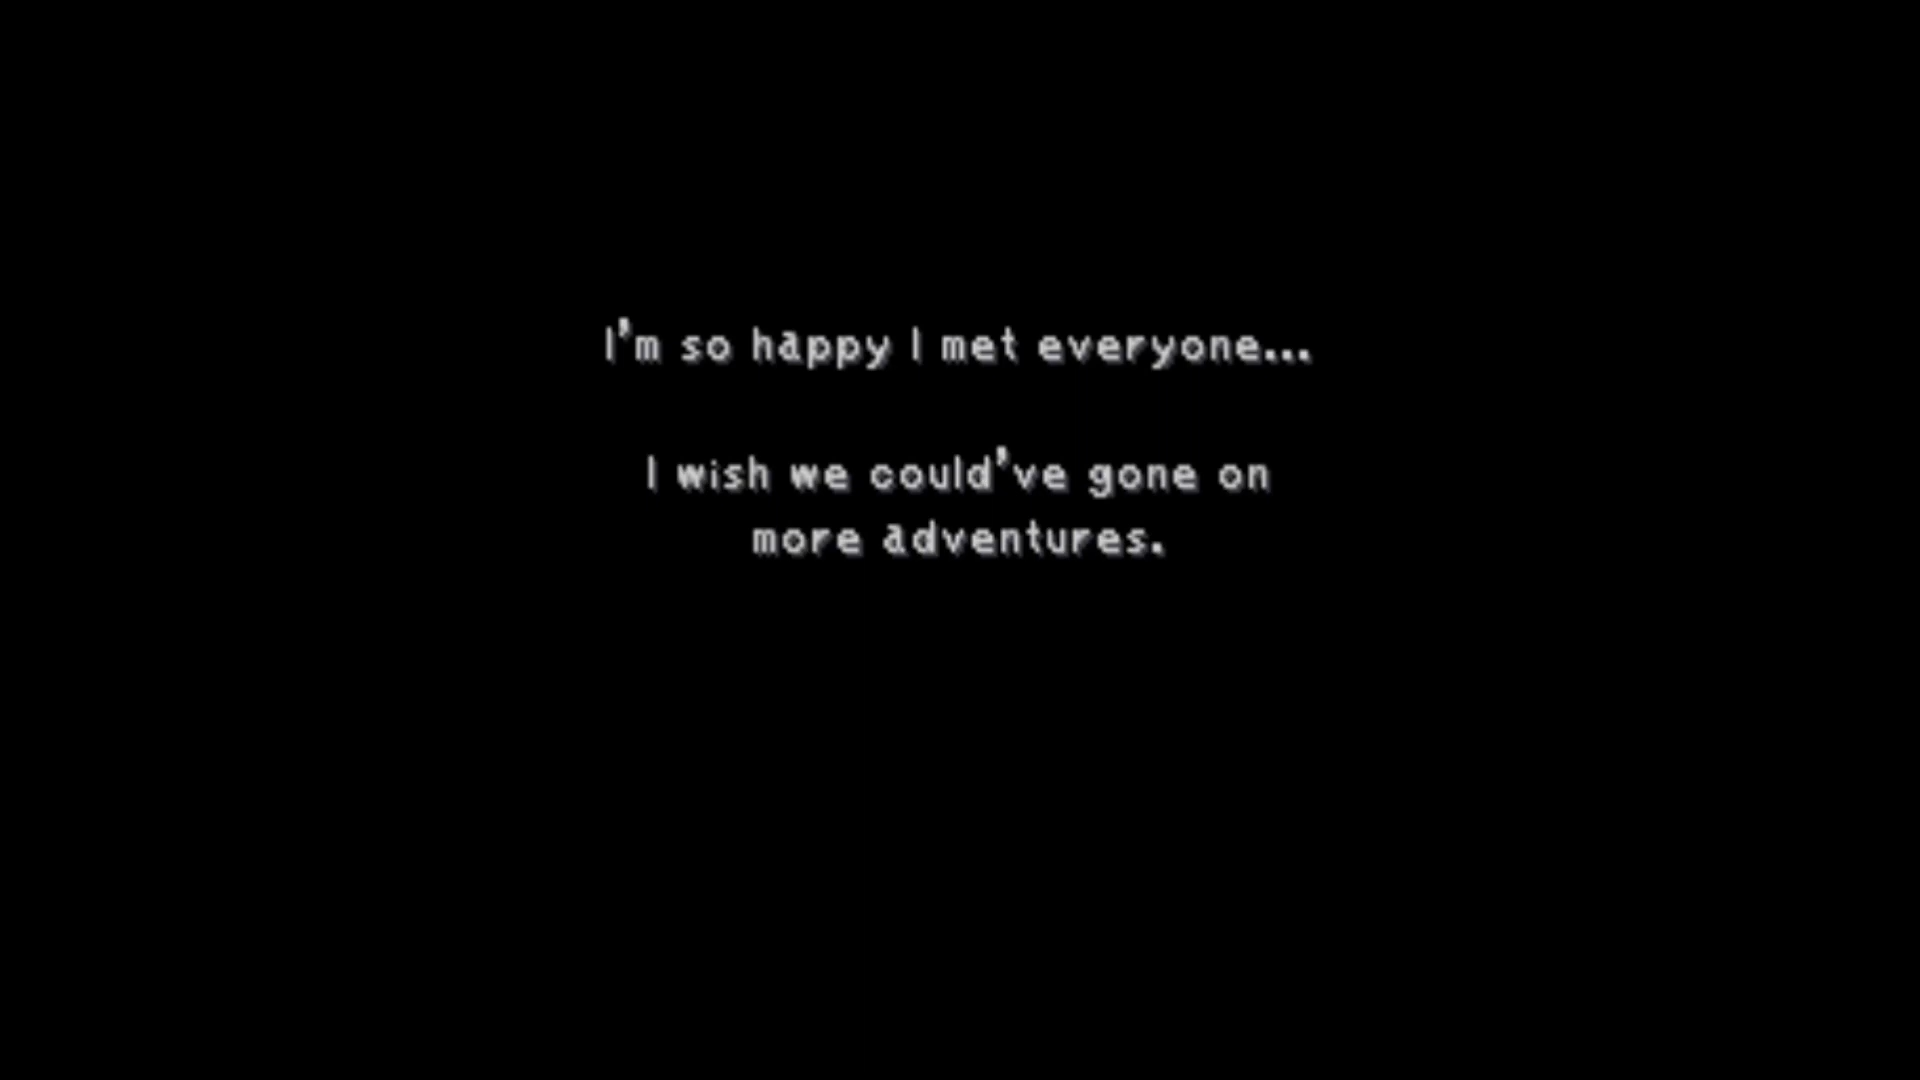 I'm so happy I met everyone...
I wish we could've gone on
more adventures.